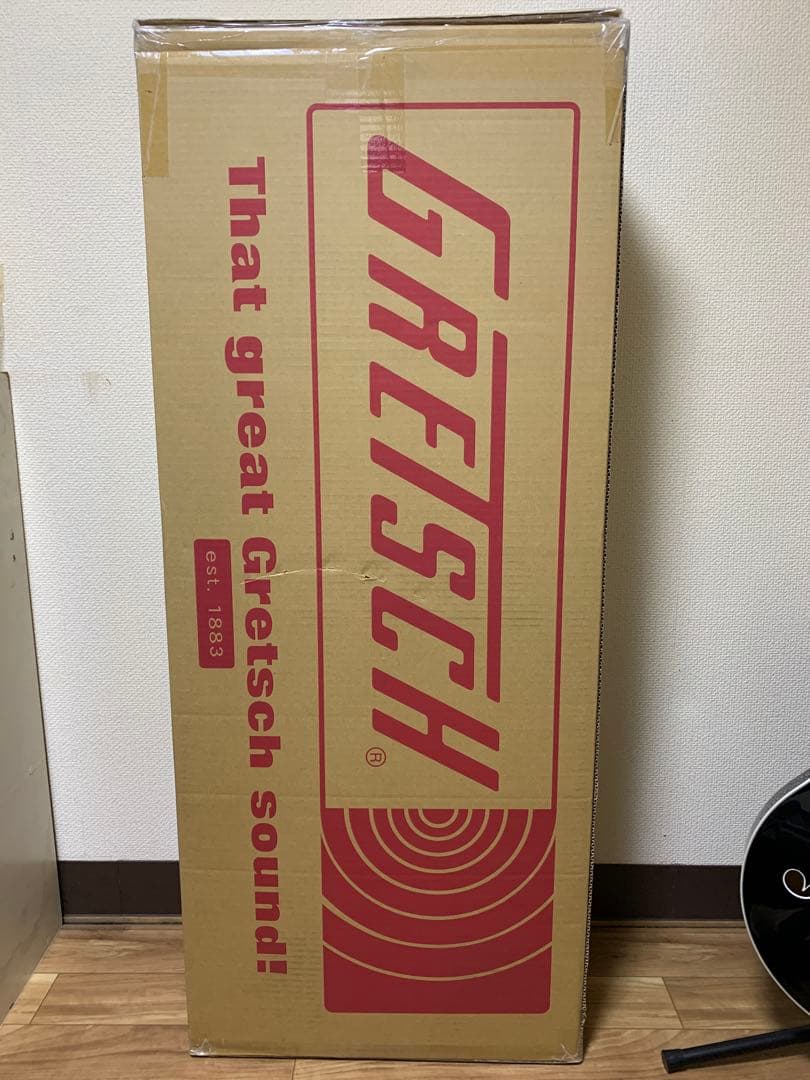 GRETSCH®
That great Gretsch sound!
est. 1883